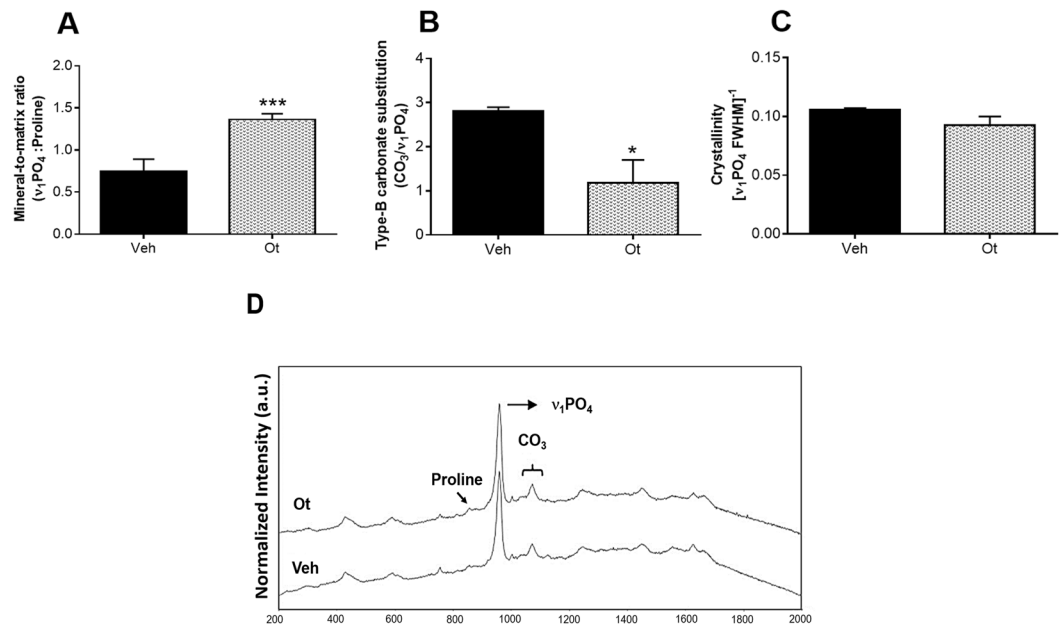 A
Mineral-to-matrix ratio
(ν₁PO₄ :Proline)
2.0
1.5
1.0
0.5
0.0
***
Veh
Ot
B
Type-B carbonate substitution
(CO₃/ν₁PO₄)
4
3
2
1
0
*
Veh
Ot
C
Crystallinity
[ν₁PO₄ FWHM]⁻¹
0.15
0.10
0.05
0.00
Veh
Ot
D
Normalized Intensity (a.u.)
ν₁PO₄
CO₃
Proline
Ot
Veh
200 400 600 800 1000 1200 1400 1600 1800 2000